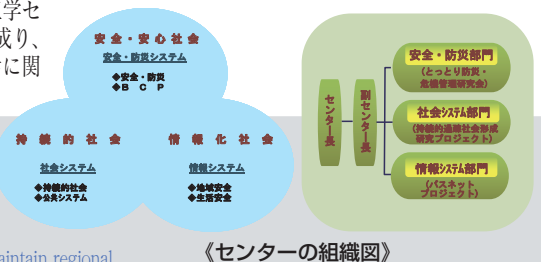 学セ
成り、
に関
安全・安心社会
安全・防災システム
◆安全・防災
◆B C P
持続的社会
社会システム
◆持続的社会
◆公共システム
情報化社会
情報システム
◆地域安全
◆生活安全
センター長
副センター長
安全・防災部門
(とっとり防災・
危機管理研究会)
社会システム部門
(持続的過疎社会形成
研究プロジェクト)
情報システム部門
(バスネット
プロジェクト)
《センターの組織図》
aintain regional